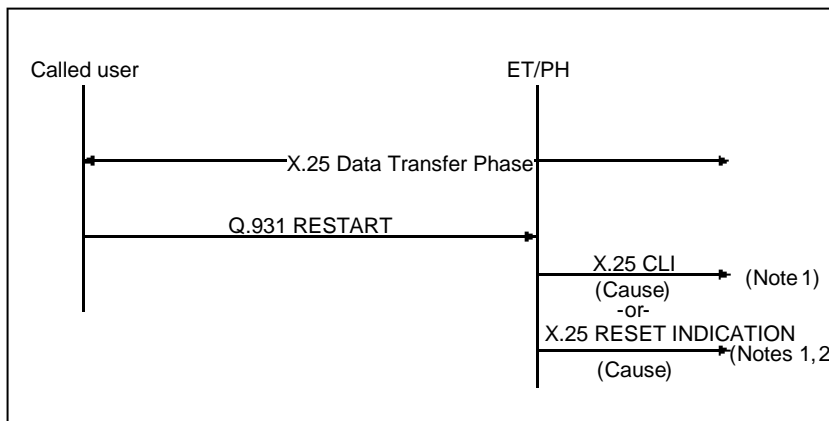 Called user
ET/PH
X.25 Data Transfer Phase
Q.931 RESTART
X.25 CLI
(Note 1)
(Cause)
-or-
X.25 RESET INDICATION
(Notes 1, 2
(Cause)